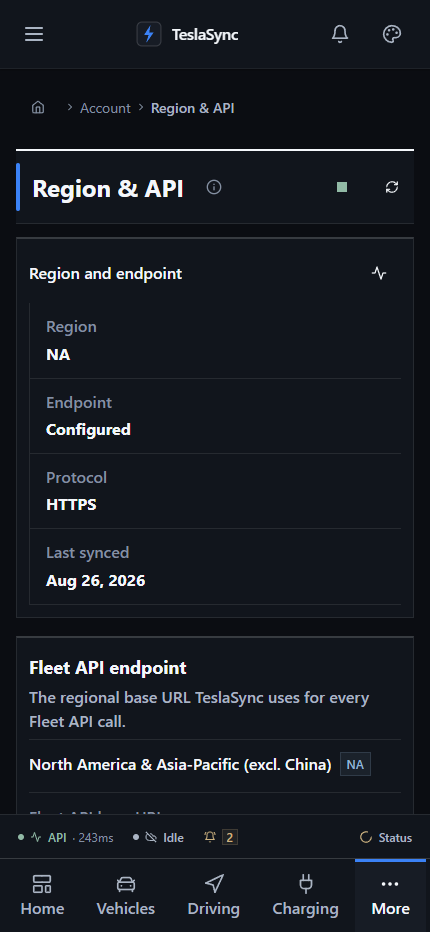 TeslaSync
Account
Region & API
Region & API
Region and endpoint
Region
NA
Endpoint
Configured
Protocol
HTTPS
Last synced
Aug 26, 2026
Fleet API endpoint
The regional base URL TeslaSync uses for every
Fleet API call.
North America & Asia-Pacific (excl. China) NA
API · 243ms
Idle
2
Status
Home
Vehicles
Driving
Charging
More